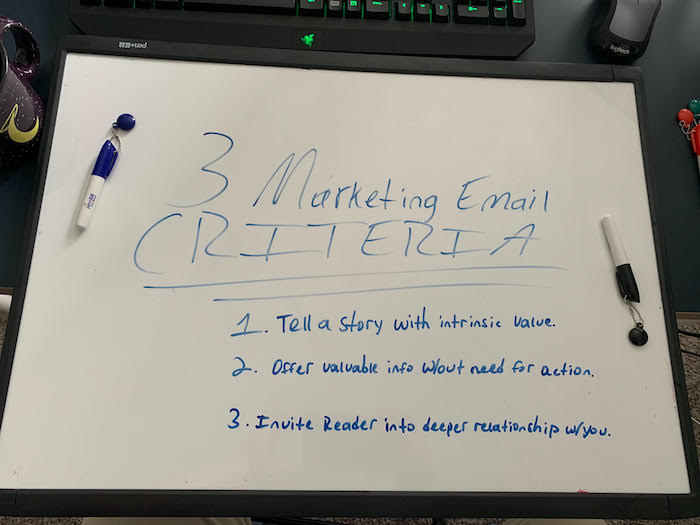 3 Marketing Email
CRITERIA
1. Tell a story with intrinsic value.
2. Offer valuable info w/out need for action.
3. Invite Reader into deeper relationship w/you.
logitech